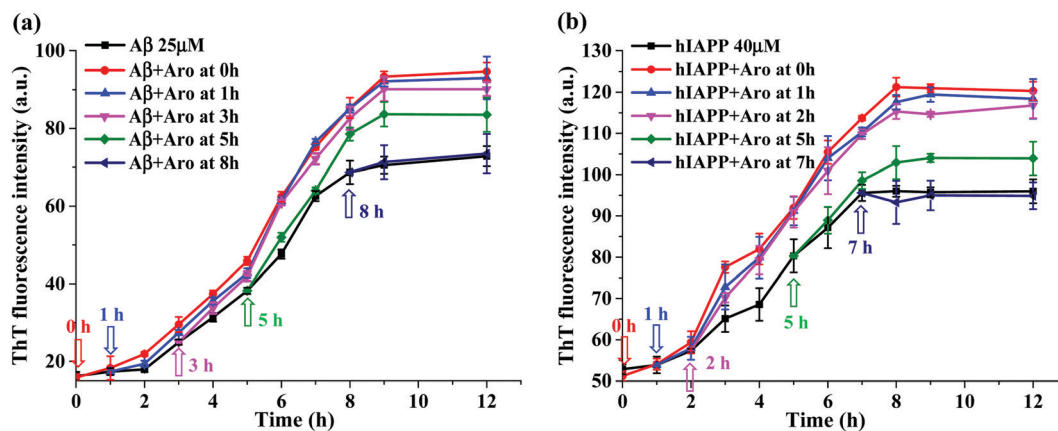 (a)
Aβ 25μM
Aβ+Aro at 0h
Aβ+Aro at 1h
Aβ+Aro at 3h
Aβ+Aro at 5h
Aβ+Aro at 8h
ThT fluorescence intensity (a.u.)
100
80
60
40
20
0 h
1 h
3 h
5 h
8 h
0 2 4 6 8 10 12
Time (h)
(b)
hIAPP 40μM
hIAPP+Aro at 0h
hIAPP+Aro at 1h
hIAPP+Aro at 2h
hIAPP+Aro at 5h
hIAPP+Aro at 7h
ThT fluorescence intensity (a.u.)
130
120
110
100
90
80
70
60
50
0 h
1 h
2 h
5 h
7 h
0 2 4 6 8 10 12
Time (h)